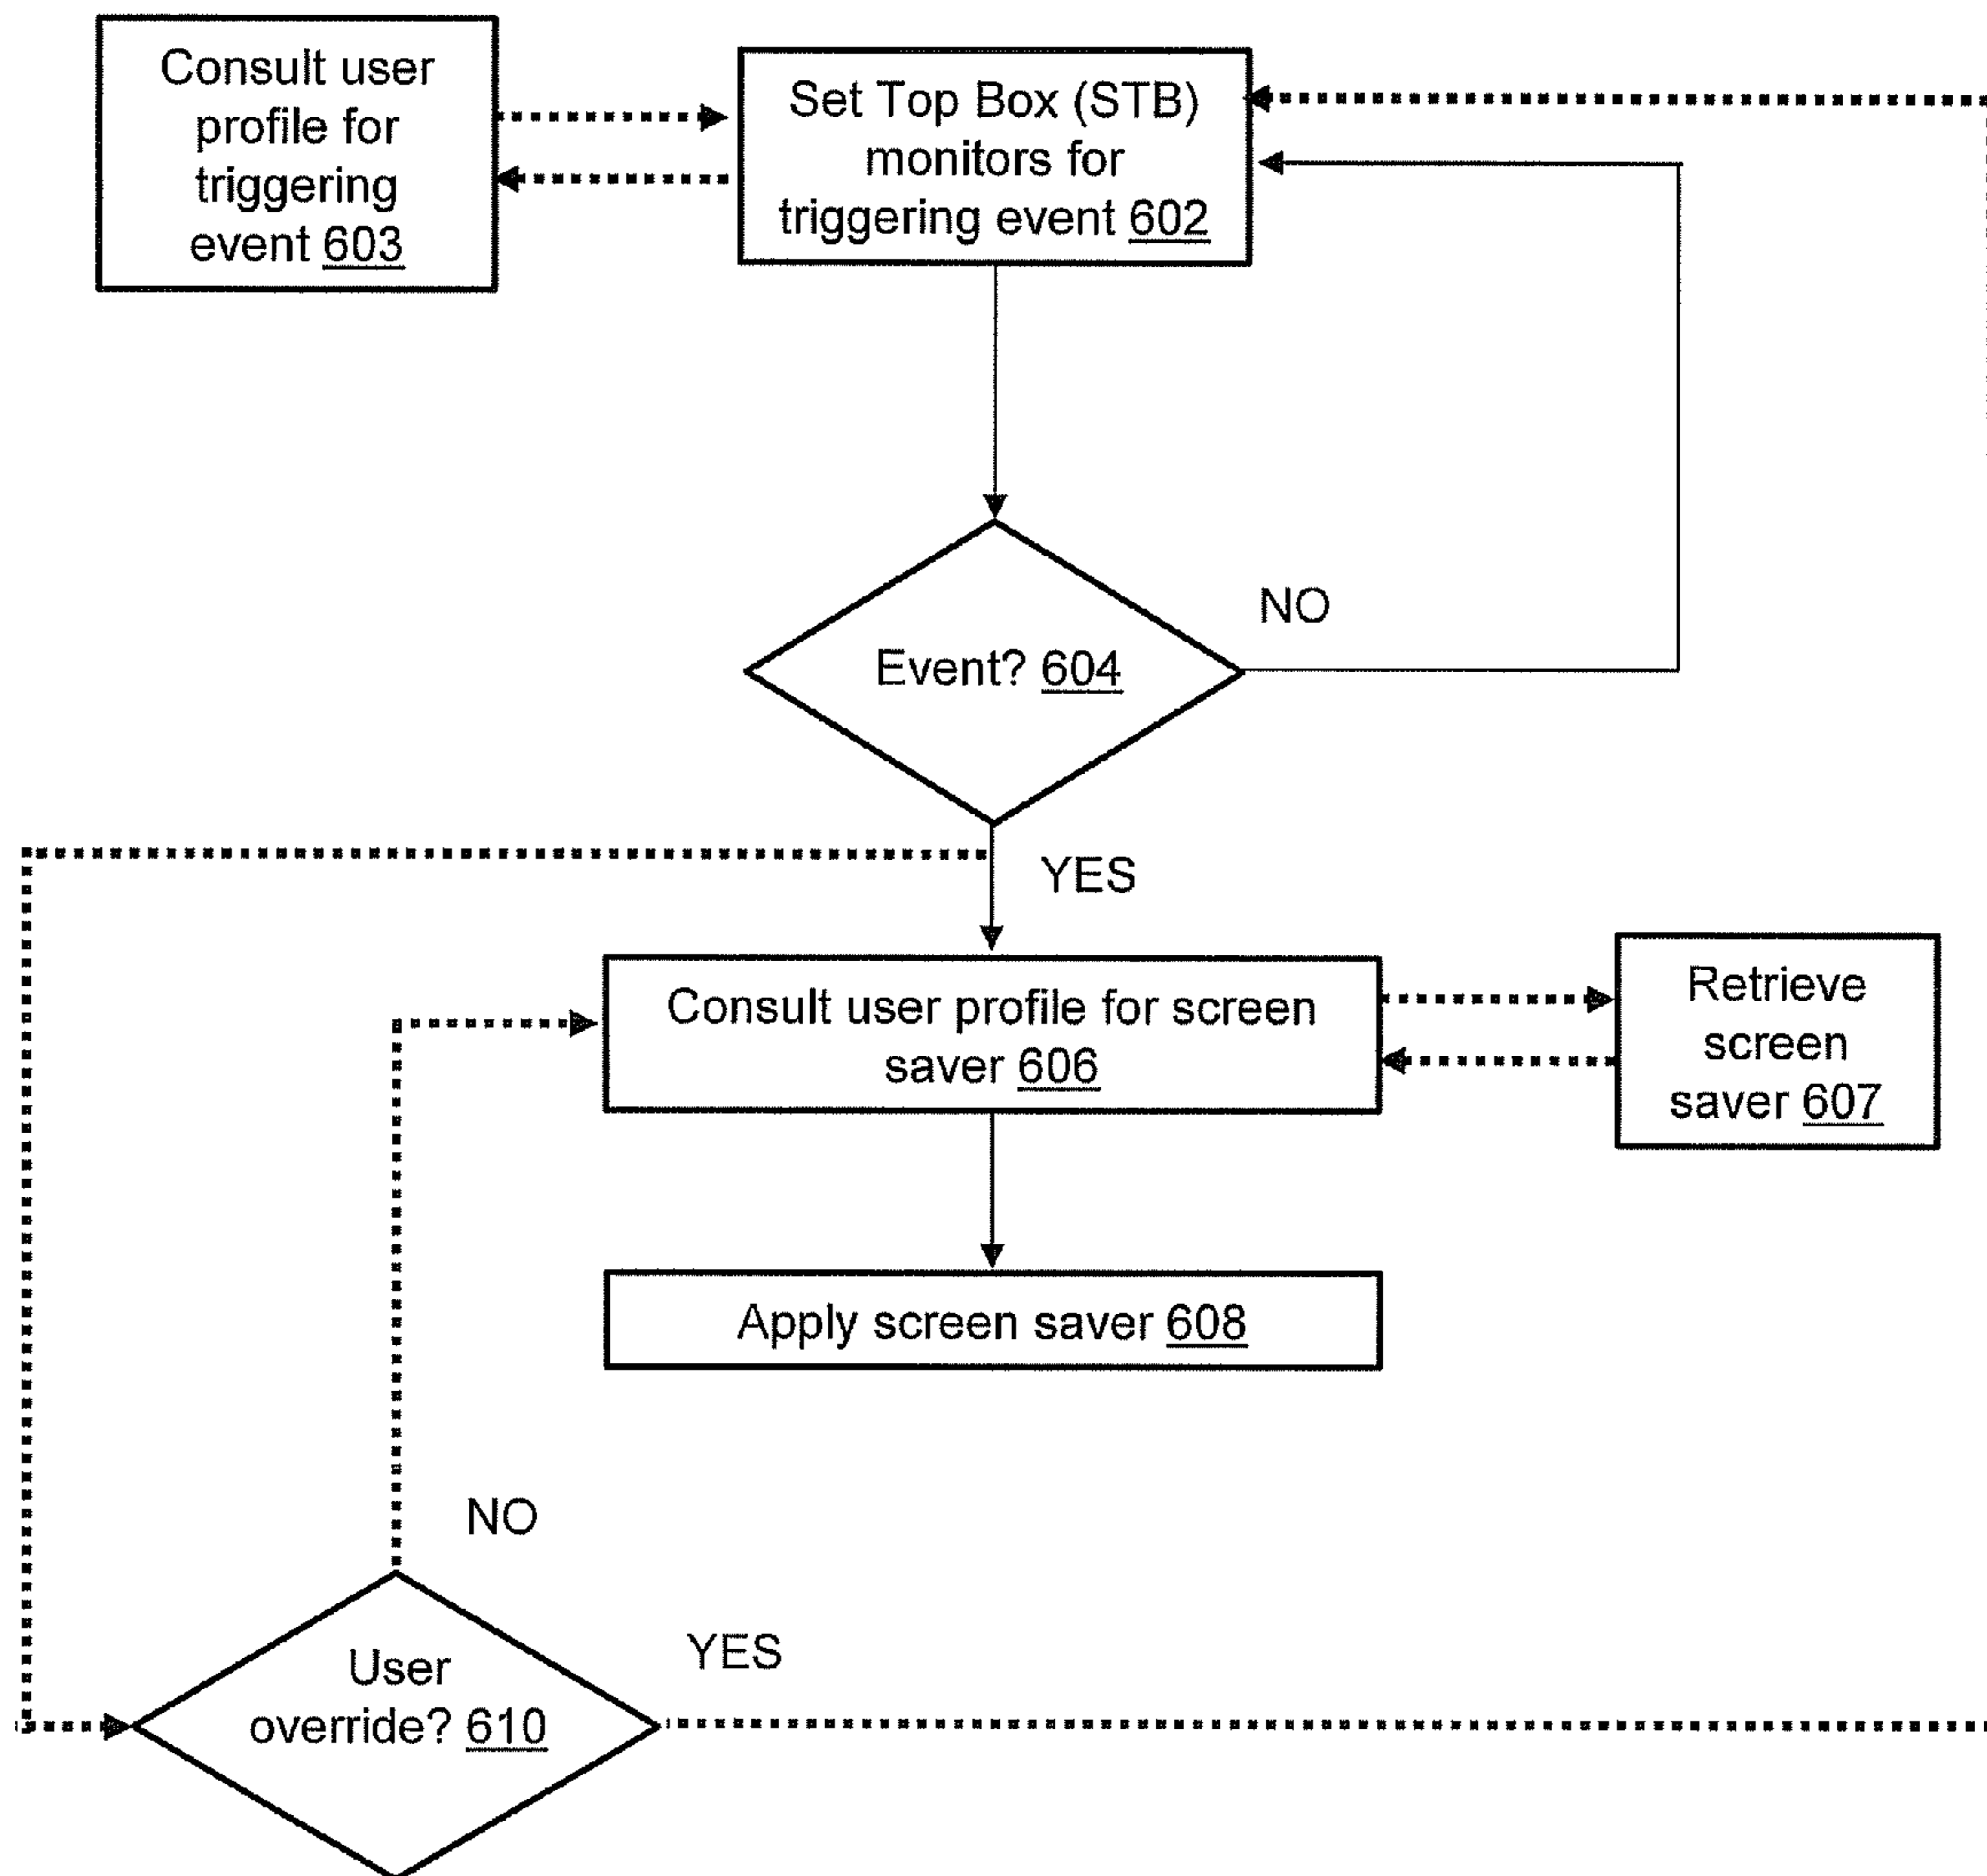 Consult user
profile for
triggering
event 603
Set Top Box (STB)
monitors for
triggering event 602
Event? 604
NO
YES
Consult user profile for screen
saver 606
Retrieve
screen
saver 607
Apply screen saver 608
NO
User
override? 610
YES